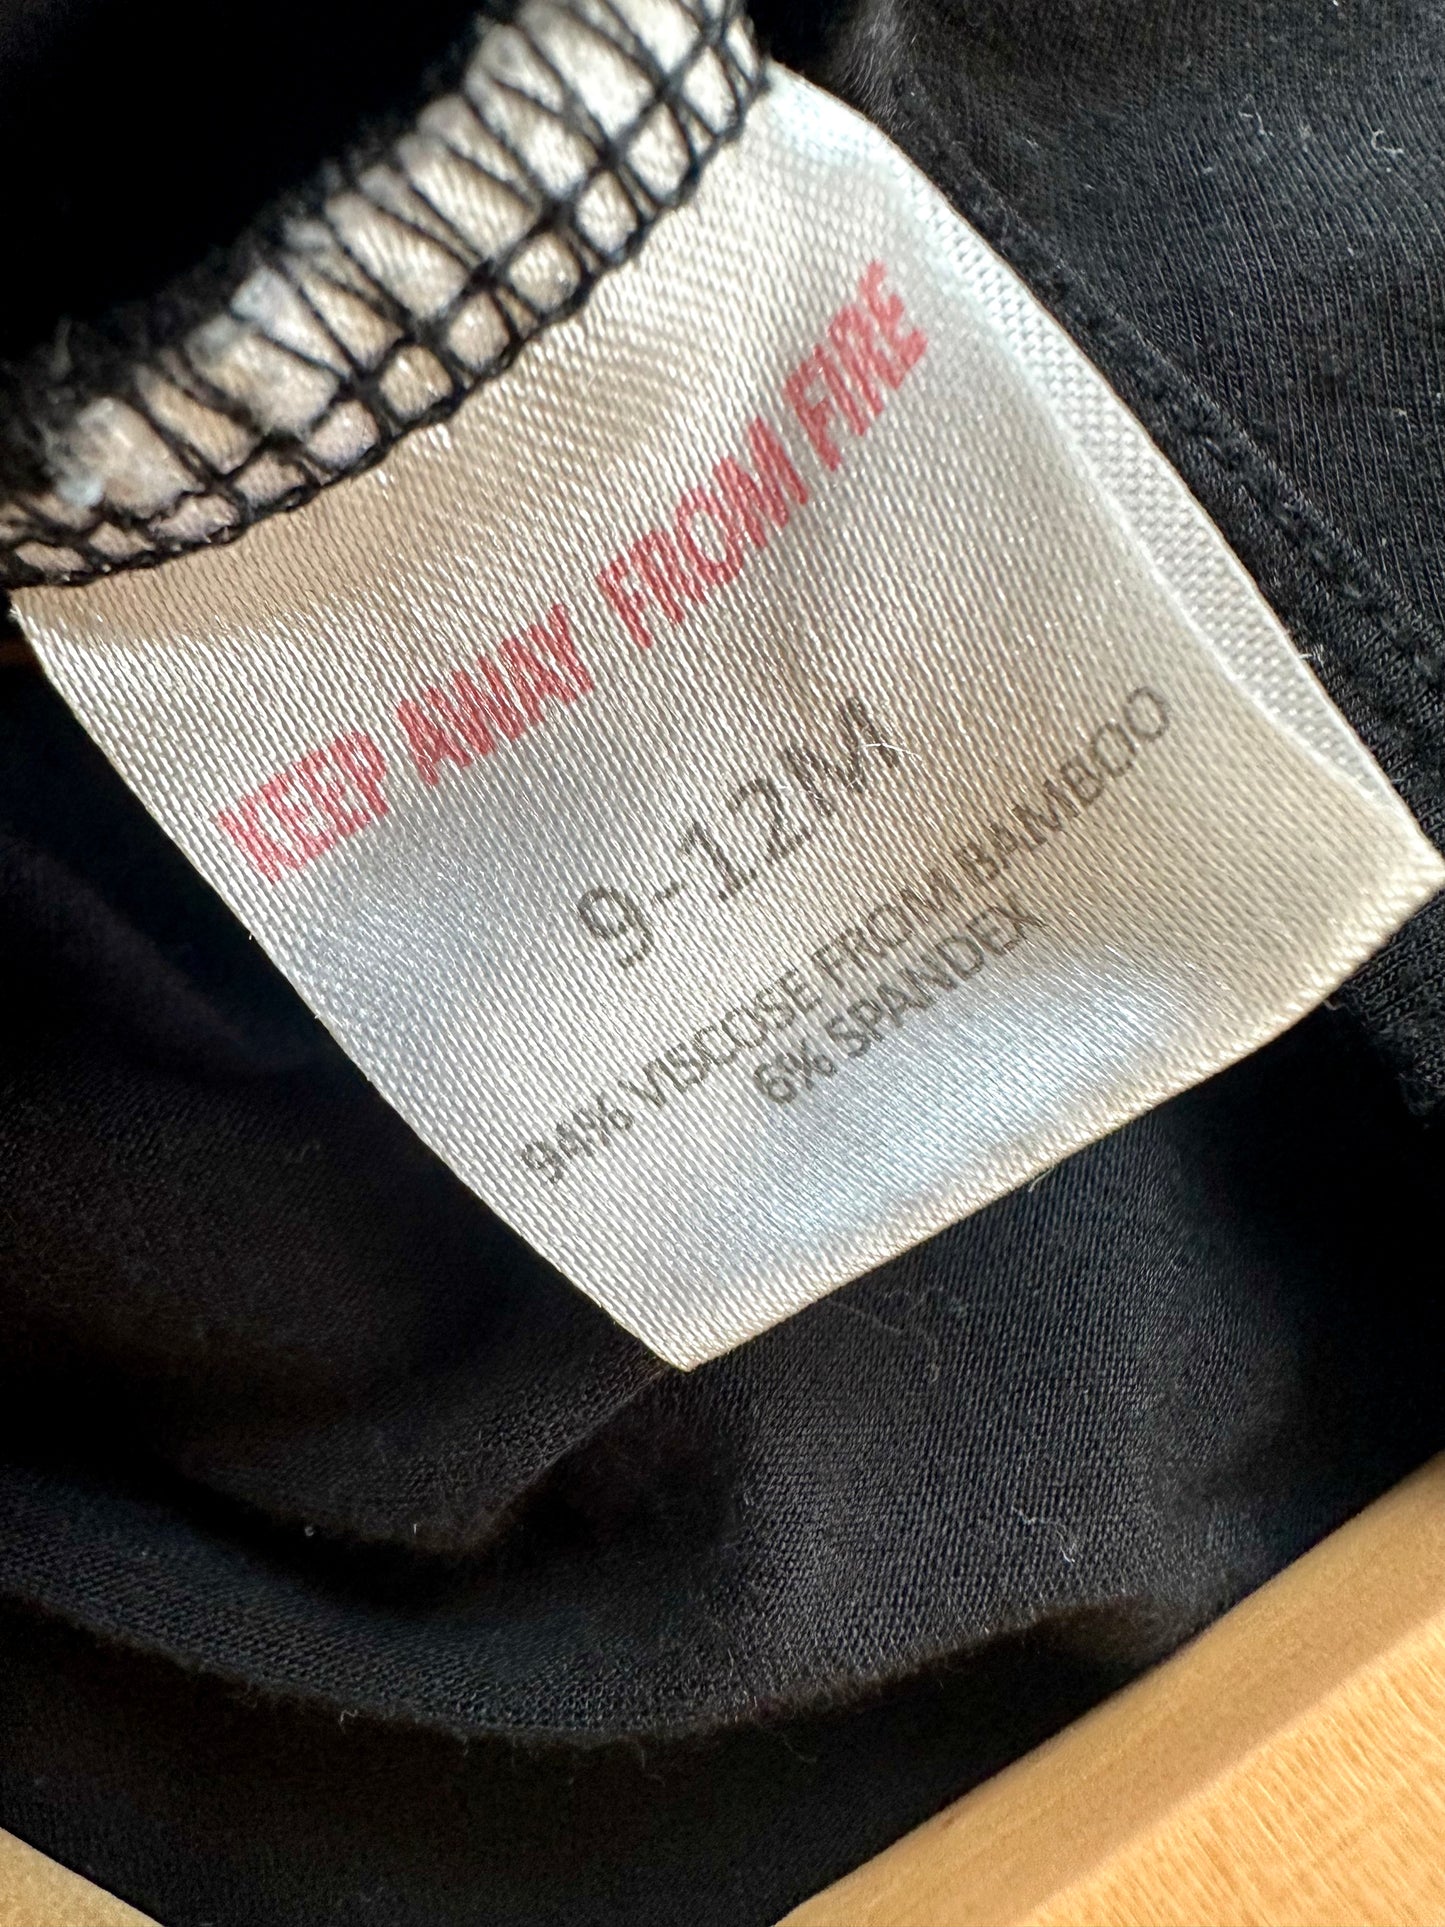 KEEP AWAY FROM FIRE
9-12M
94% VISCOSE FROM BAMBOO
6% SPANDEX